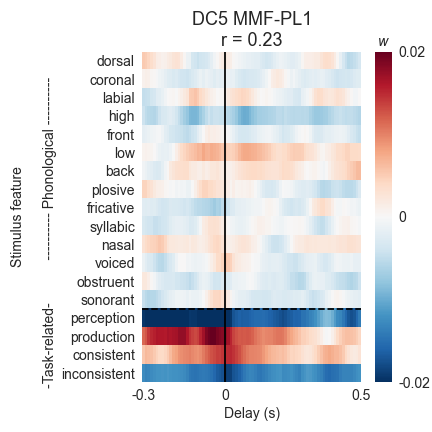 DC5 MMF-PL1
r = 0.23
w
dorsal
coronal
labial
high
front
low
back
plosive
fricative
syllabic
nasal
voiced
obstruent
sonorant
perception
production
consistent
inconsistent
Stimulus feature
-Task-related- ---------- Phonological ----------
0.02
0
-0.02
-0.3 0 0.5
Delay (s)